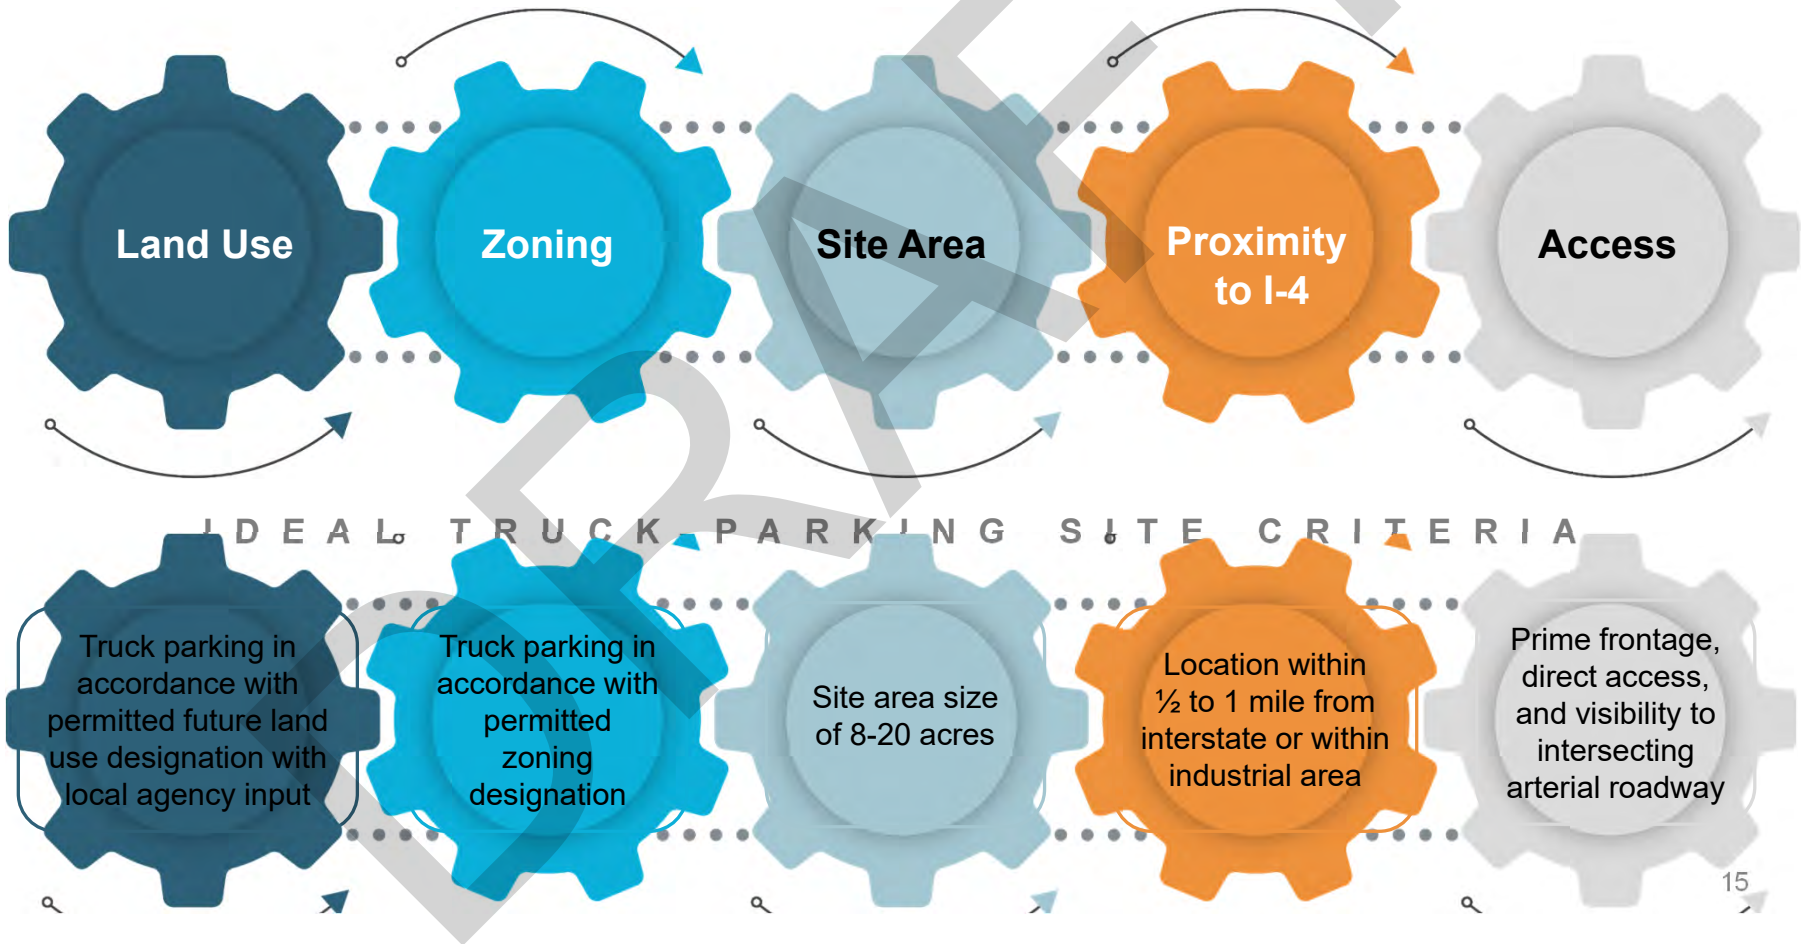 Land Use
Zoning
Site Area
Proximity
to I-4
Access
IDEAL TRUCK PARKING SITE CRITERIA
Truck parking in
accordance with
permitted future land
use designation with
local agency input
Truck parking in
accordance with
permitted
zoning
designation
Site area size
of 8-20 acres
Location within
½ to 1 mile from
interstate or within
industrial area
Prime frontage,
direct access,
and visibility to
intersecting
arterial roadway
15
DRAFT